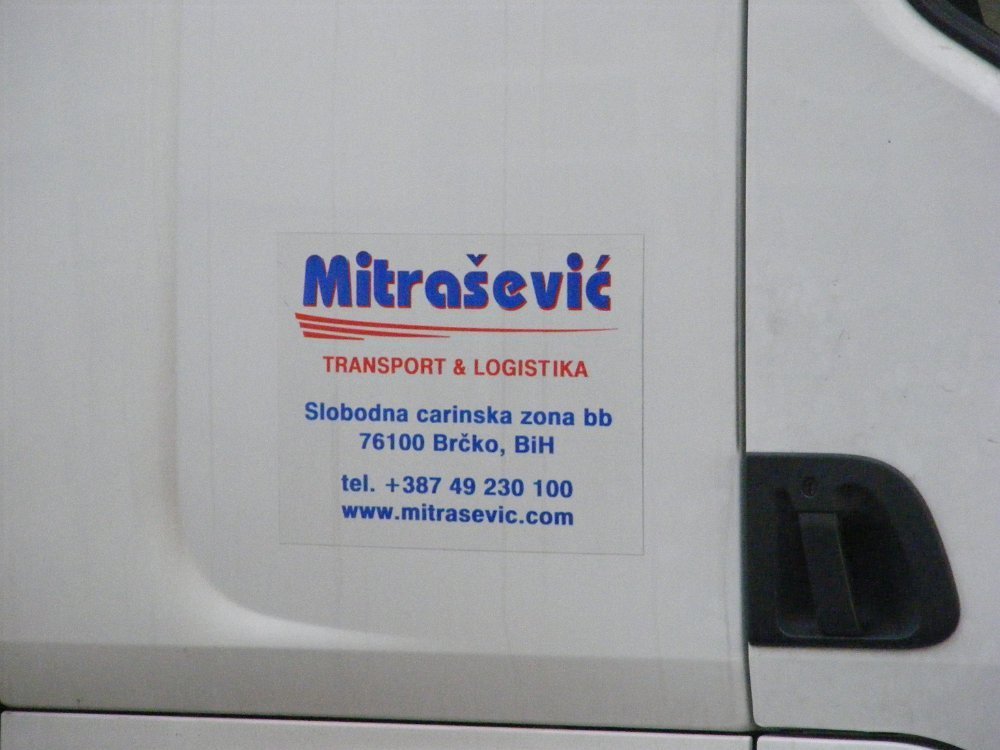 Mitrašević
TRANSPORT & LOGISTIKA
Slobodna carinska zona bb
76100 Brčko, BiH
tel. +387 49 230 100
www.mitrasevic.com